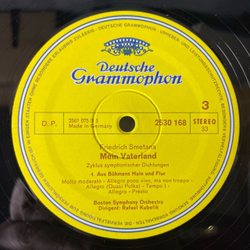 Deutsche
Grammophon
3
D.P.
Made in Germany
2530 168
STEREO
33
Friedrich Smetana
Mein Vaterland
Zyklus symphonischer Dichtungen
4. Aus Böhmens Hain und Flur
Molto moderato - Allegro poco vivo, ma non troppo -
Allegro (Quasi Polka) - Tempo I -
Allegro - Presto
Boston Symphony Orchestra
Dirigent: Rafael Kubelik